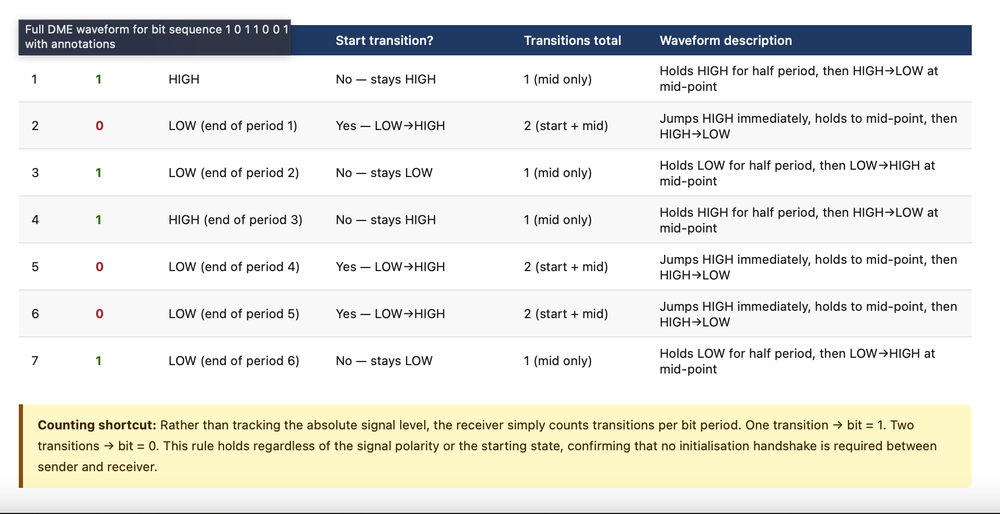 Full DME waveform for bit sequence 1 0 1 1 0 0 1
with annotations
Start transition? Transitions total Waveform description
1 1 HIGH No — stays HIGH 1 (mid only) Holds HIGH for half period, then HIGH→LOW at
mid-point
2 0 LOW (end of period 1) Yes — LOW→HIGH 2 (start + mid) Jumps HIGH immediately, holds to mid-point, then
HIGH→LOW
3 1 LOW (end of period 2) No — stays LOW 1 (mid only) Holds LOW for half period, then LOW→HIGH at
mid-point
4 1 HIGH (end of period 3) No — stays HIGH 1 (mid only) Holds HIGH for half period, then HIGH→LOW at
mid-point
5 0 LOW (end of period 4) Yes — LOW→HIGH 2 (start + mid) Jumps HIGH immediately, holds to mid-point, then
HIGH→LOW
6 0 LOW (end of period 5) Yes — LOW→HIGH 2 (start + mid) Jumps HIGH immediately, holds to mid-point, then
HIGH→LOW
7 1 LOW (end of period 6) No — stays LOW 1 (mid only) Holds LOW for half period, then LOW→HIGH at
mid-point
Counting shortcut: Rather than tracking the absolute signal level, the receiver simply counts transitions per bit period. One transition → bit = 1. Two
transitions → bit = 0. This rule holds regardless of the signal polarity or the starting state, confirming that no initialisation handshake is required between
sender and receiver.